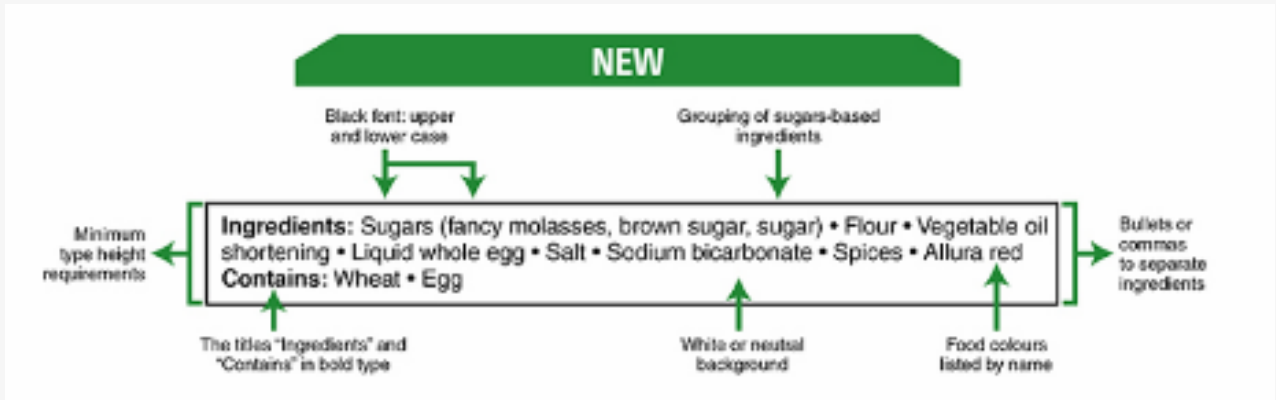 NEW
Black font: upper
and lower case
Grouping of sugars-based
ingredients
Minimum
type height
requirements
Ingredients: Sugars (fancy molasses, brown sugar, sugar) • Flour • Vegetable oil
shortening • Liquid whole egg • Salt • Sodium bicarbonate • Spices • Allura red
Contains: Wheat • Egg
Bullets or
commas
to separate
ingredients
The titles "Ingredients" and
"Contains" in bold type
White or neutral
background
Food colours
listed by name